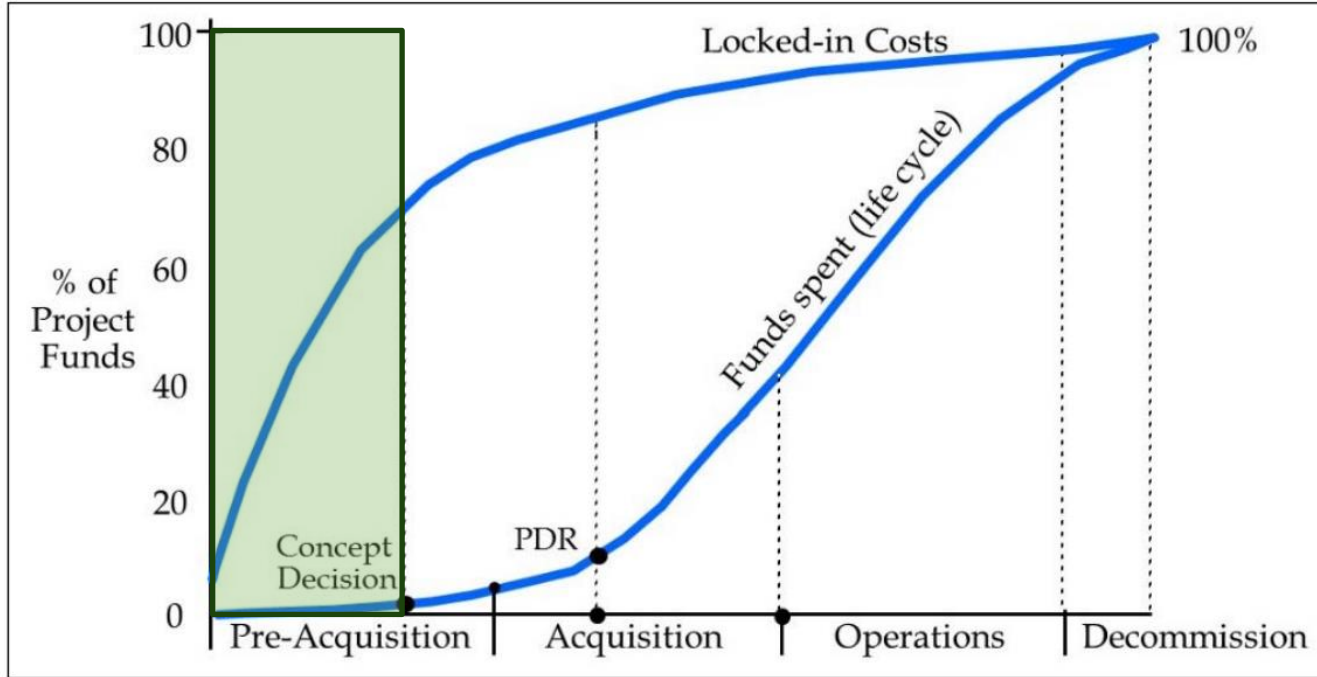 100
80
60
40
20
0
% of
Project
Funds
Locked-in Costs
100%
Funds spent (life cycle)
Concept
Decision
PDR
Pre-Acquisition
Acquisition
Operations
Decommission